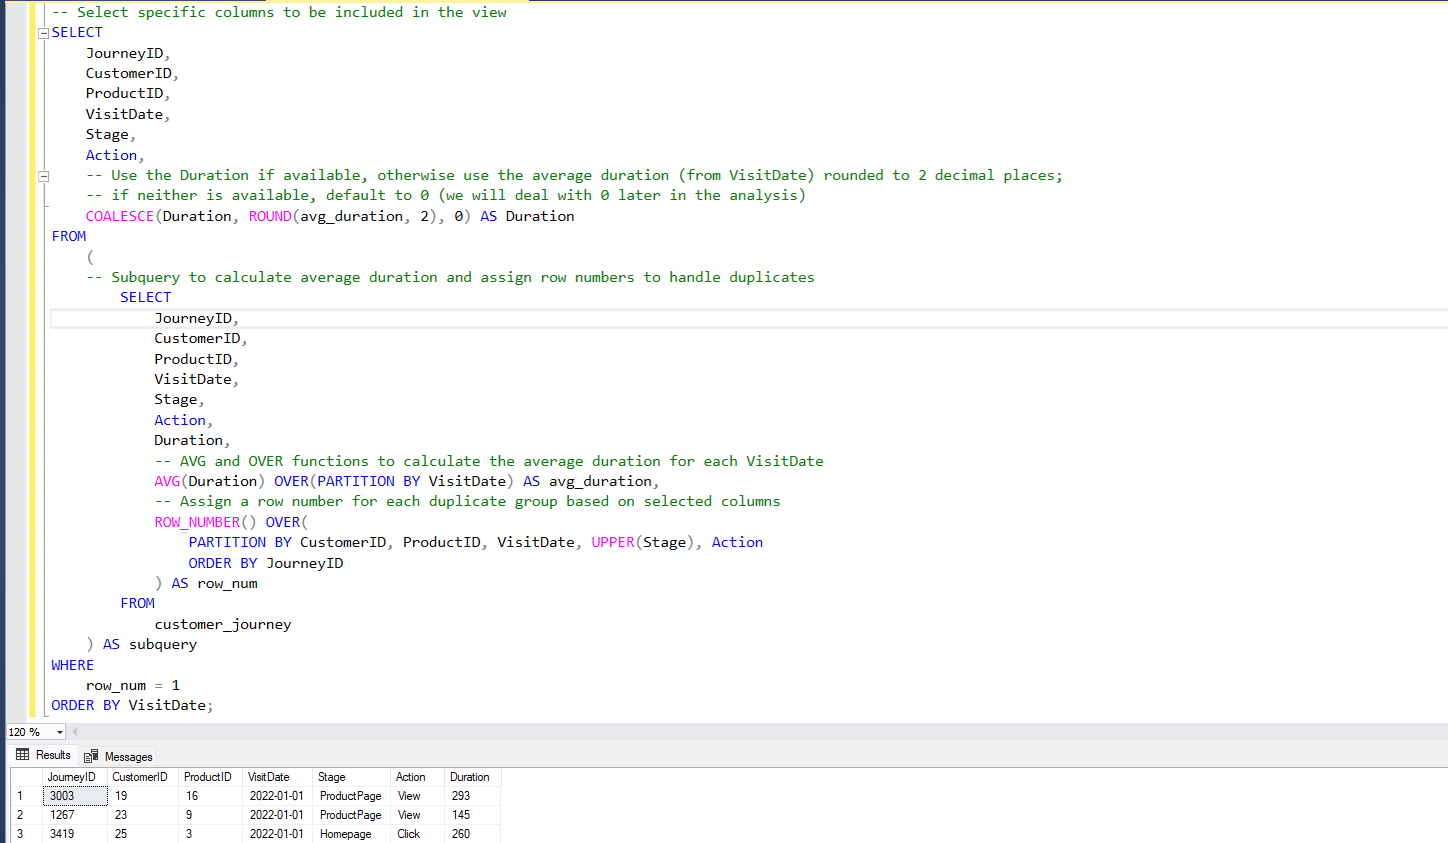 -- Select specific columns to be included in the view
SELECT
JourneyID,
CustomerID,
ProductID,
VisitDate,
Stage,
Action,
-- Use the Duration if available, otherwise use the average duration (from VisitDate) rounded to 2 decimal places;
-- if neither is available, default to 0 (we will deal with 0 later in the analysis)
COALESCE(Duration, ROUND(avg_duration, 2), 0) AS Duration
FROM
(
-- Subquery to calculate average duration and assign row numbers to handle duplicates
SELECT
JourneyID,
CustomerID,
ProductID,
VisitDate,
Stage,
Action,
Duration,
-- AVG and OVER functions to calculate the average duration for each VisitDate
AVG(Duration) OVER(PARTITION BY VisitDate) AS avg_duration,
-- Assign a row number for each duplicate group based on selected columns
ROW_NUMBER() OVER(
PARTITION BY CustomerID, ProductID, VisitDate, UPPER(Stage), Action
ORDER BY JourneyID
) AS row_num
FROM
customer_journey
) AS subquery
WHERE
row_num = 1
ORDER BY VisitDate;
120 %
Results Messages
JourneyID CustomerID ProductID VisitDate Stage Action Duration
1 3003 19 16 2022-01-01 ProductPage View 293
2 1267 23 9 2022-01-01 ProductPage View 145
3 3419 25 3 2022-01-01 Homepage Click 260